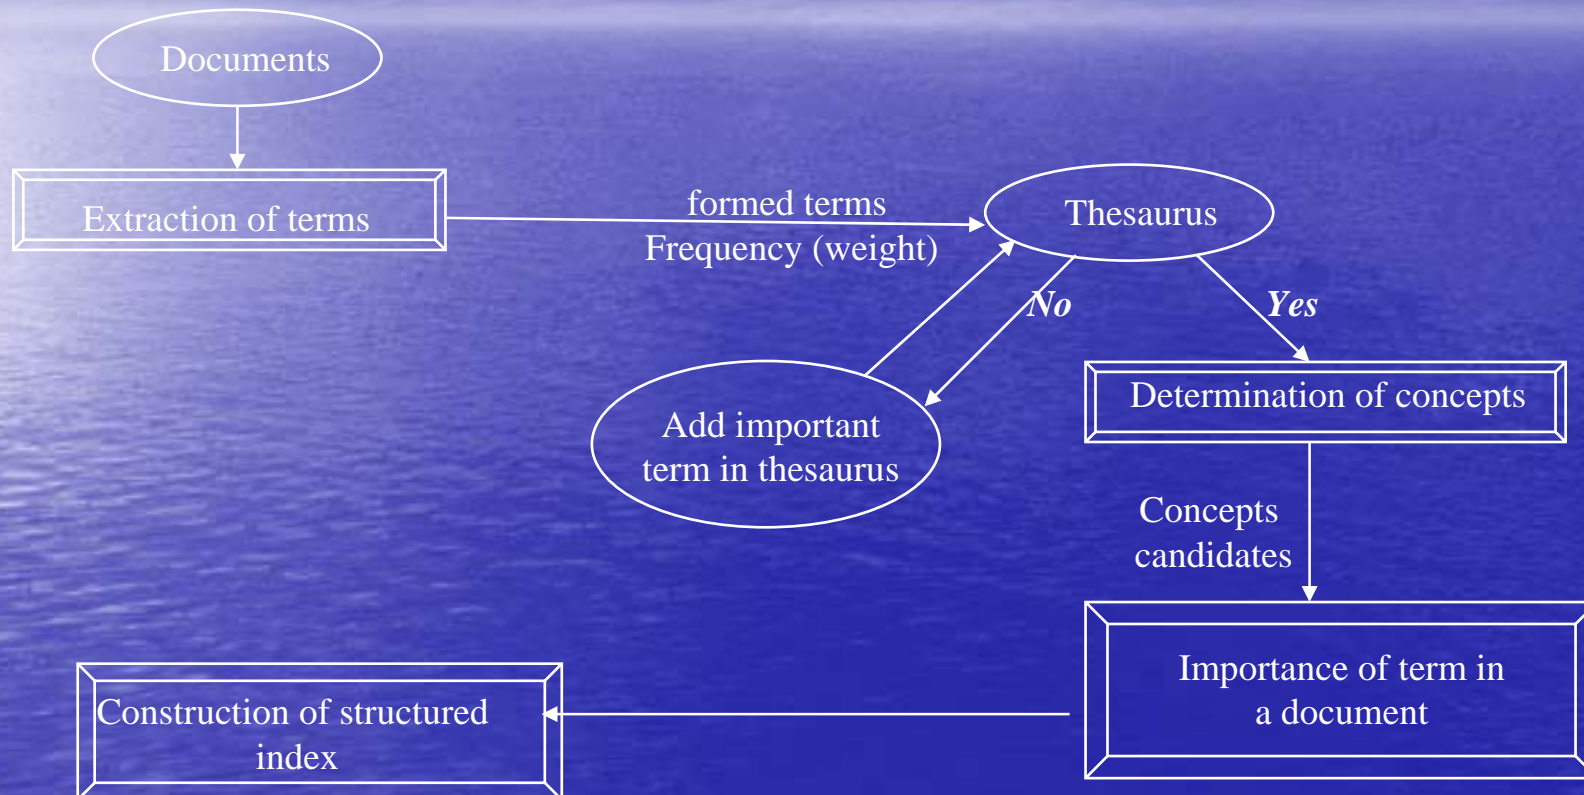 Documents
Extraction of terms
formed terms
Frequency (weight)
Thesaurus
No
Yes
Add important
term in thesaurus
Determination of concepts
Concepts
candidates
Importance of term in
a document
Construction of structured
index